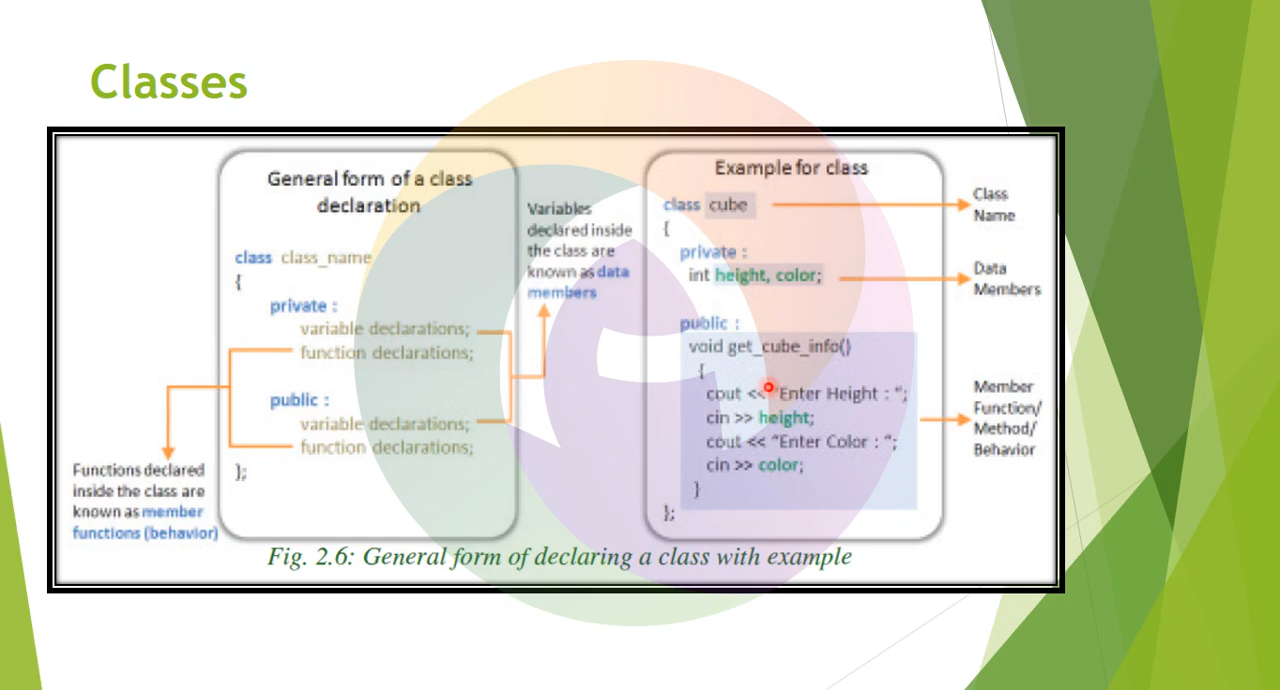 Classes
General form of a class
declaration
class class_name
{
private :
variable declarations;
function declarations;
public :
variable declarations;
function declarations;
};
Functions declared
inside the class are
known as member
functions (behavior)
Variables
declared inside
the class are
known as data
members
Example for class
class cube
{
private :
int height, color;
public :
void get_cube_info()
{
cout << "Enter Height : ";
cin >> height;
cout << "Enter Color : ";
cin >> color;
}
};
Class
Name
Data
Members
Member
Function/
Method/
Behavior
Fig. 2.6: General form of declaring a class with example